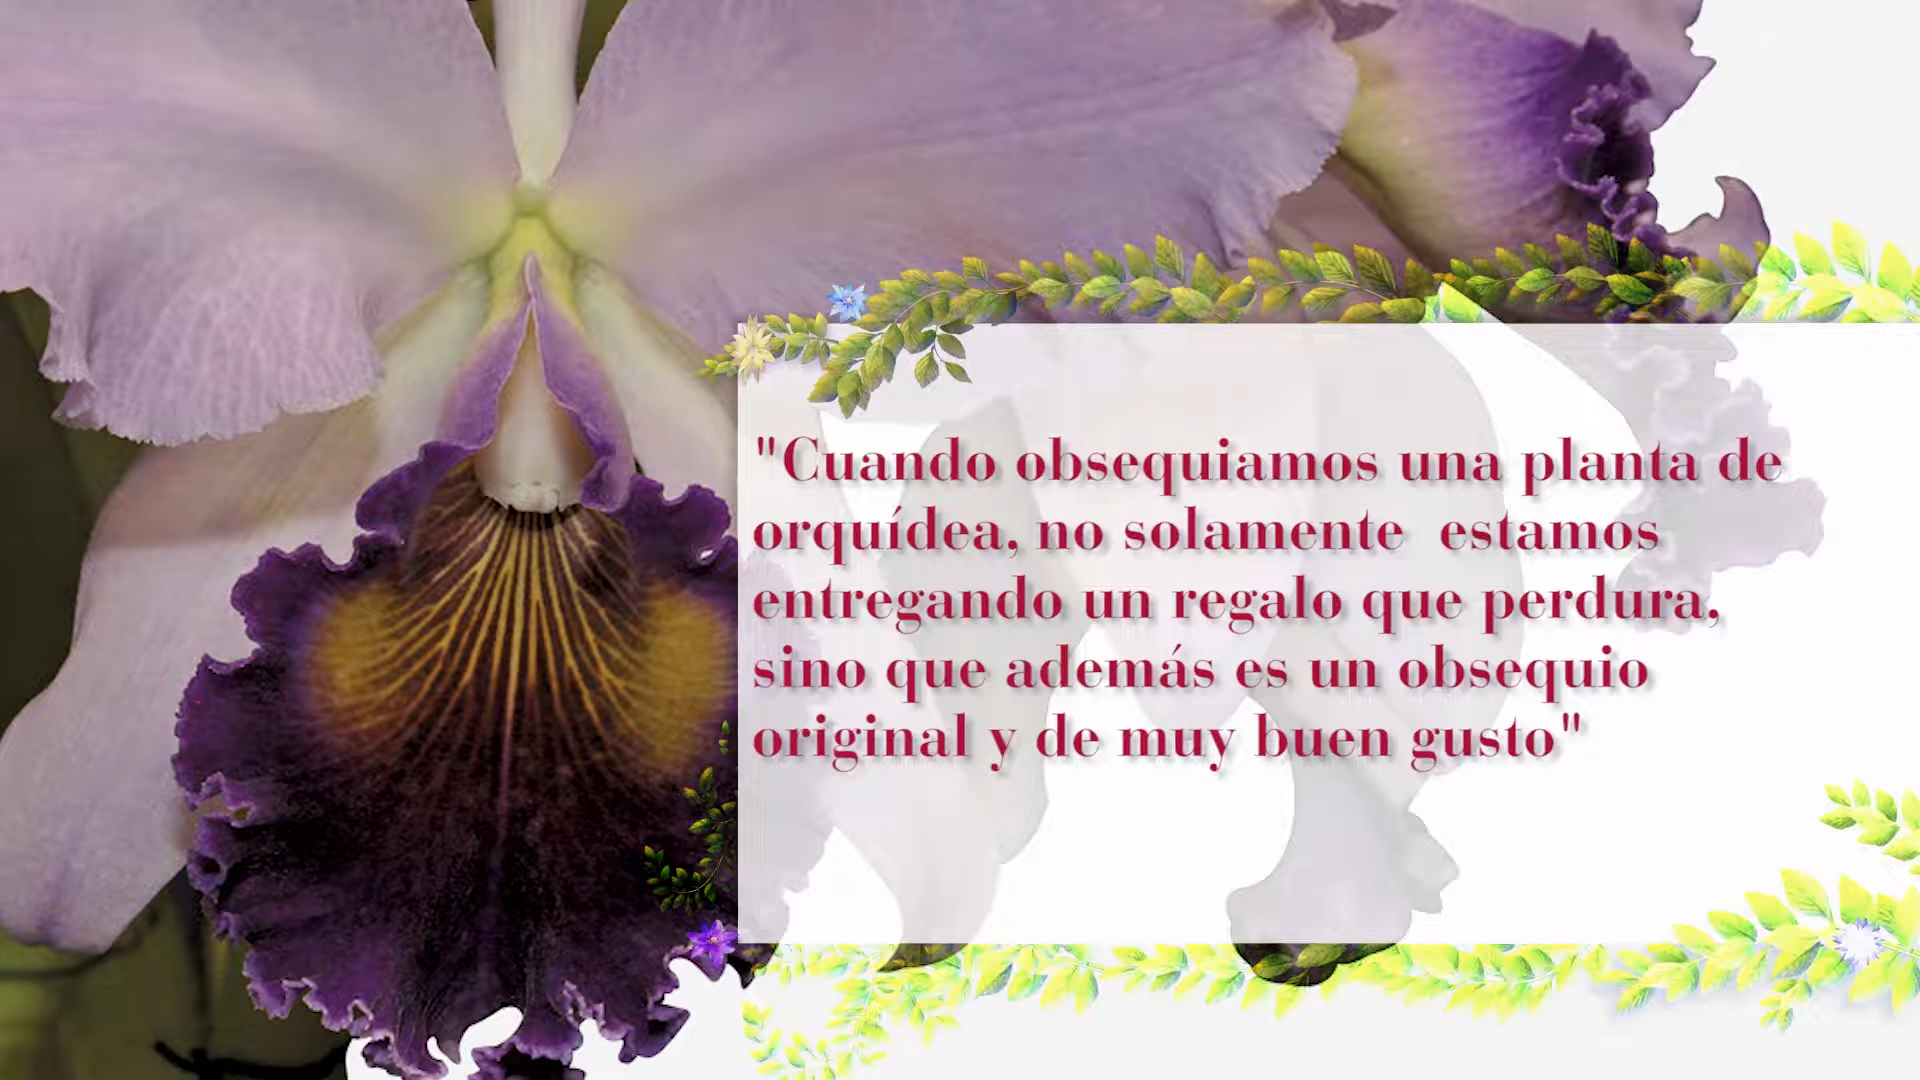 "Cuando obsequiamos una planta de
orquídea, no solamente  estamos
entregando un regalo que perdura,
sino que además es un obsequio
original y de muy buen gusto"